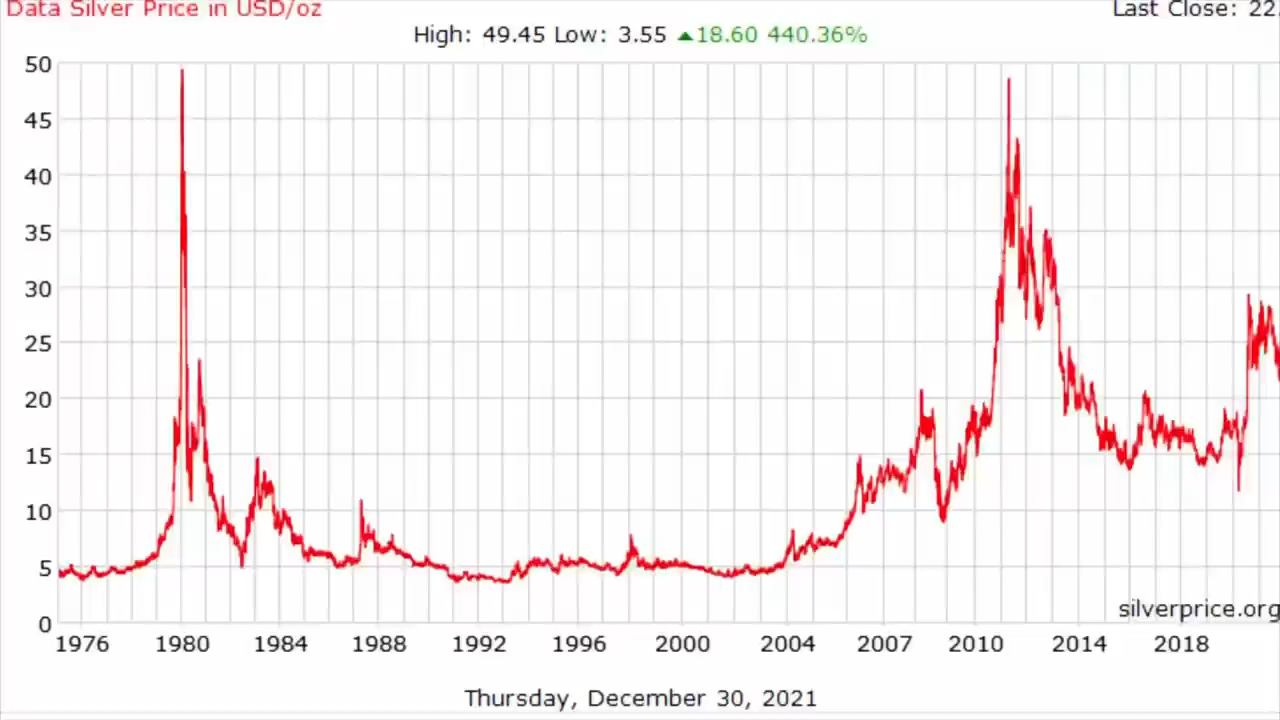 Data Silver Price in USD/oz
Last Close: 22.
High: 49.45 Low: 3.55 ▲18.60 440.36%
50
45
40
35
30
25
20
15
10
5
0
silverprice.org
1976 1980 1984 1988 1992 1996 2000 2004 2007 2010 2014 2018
Thursday, December 30, 2021